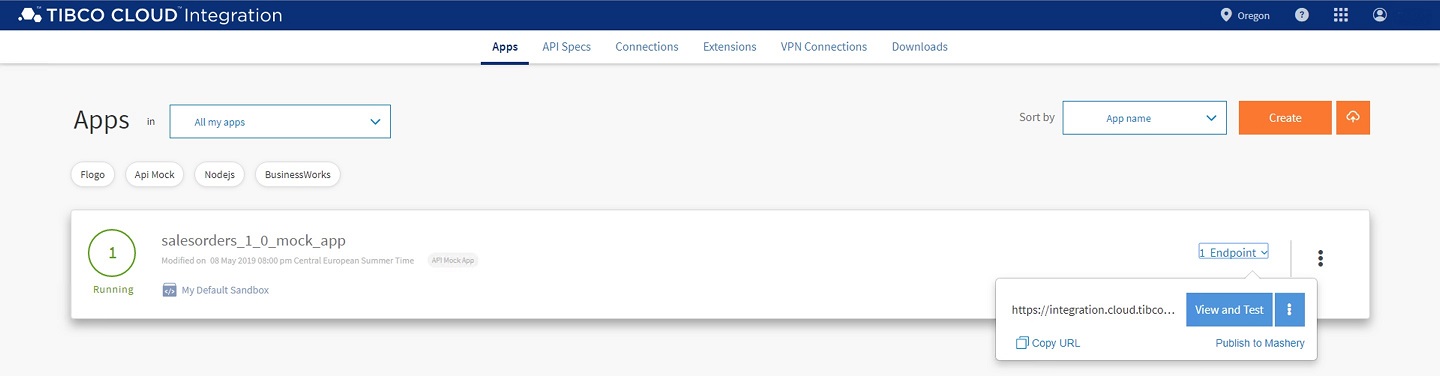 TIBCO CLOUD™ Integration
Oregon
?
Apps API Specs Connections Extensions VPN Connections Downloads
Apps in All my apps
Sort by App name Create
Flogo Api Mock Nodejs BusinessWorks
1
Running
salesorders_1_0_mock_app
Modified on 08 May 2019 08:00 pm Central European Summer Time API Mock App
My Default Sandbox
1 Endpoint
https://integration.cloud.tibco... View and Test
Copy URL Publish to Mashery